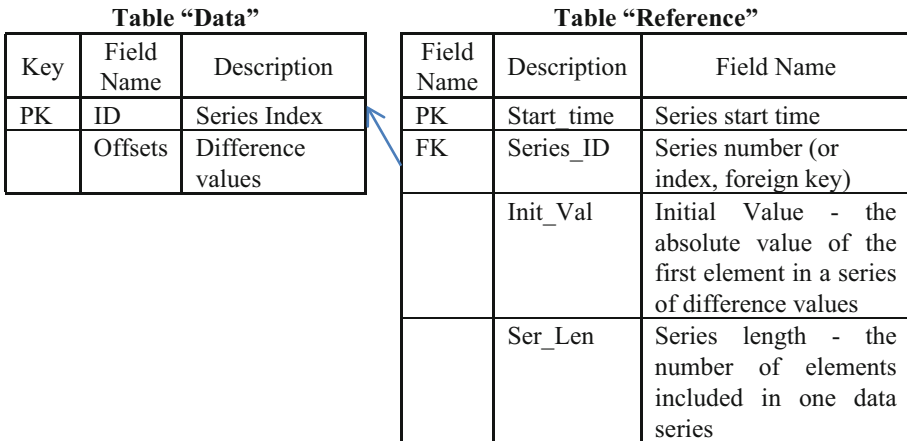 Table “Data”
Key Field Name Description
PK ID Series Index
Offsets Difference
values
Table “Reference”
Field Name Description Field Name
PK Start_time Series start time
FK Series_ID Series number (or
index, foreign key)
Init_Val Initial Value - the
absolute value of the
first element in a series
of difference values
Ser_Len Series length - the
number of elements
included in one data
series